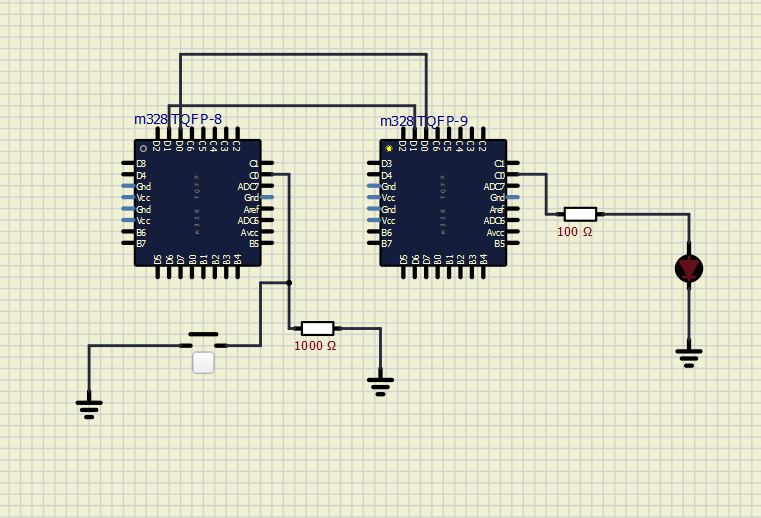 m328 TQFP-8
m328 TQFP-9
D2 D1 D0 C6 C5 C4 C3 C2
D3 C1
D4 C0
Gnd ADC7
Vcc Gnd
Gnd Aref
Vcc ADC6
B6 Avcc
B7 B5
M328 TQFP
D5 D6 D7 B0 B1 B2 B3 B4
D2 D1 D0 C6 C5 C4 C3 C2
D3 C1
D4 C0
Gnd ADC7
Vcc Gnd
Gnd Aref
Vcc ADC6
B6 Avcc
B7 B5
M328 TQFP
D5 D6 D7 B0 B1 B2 B3 B4
100 Ω
1000 Ω